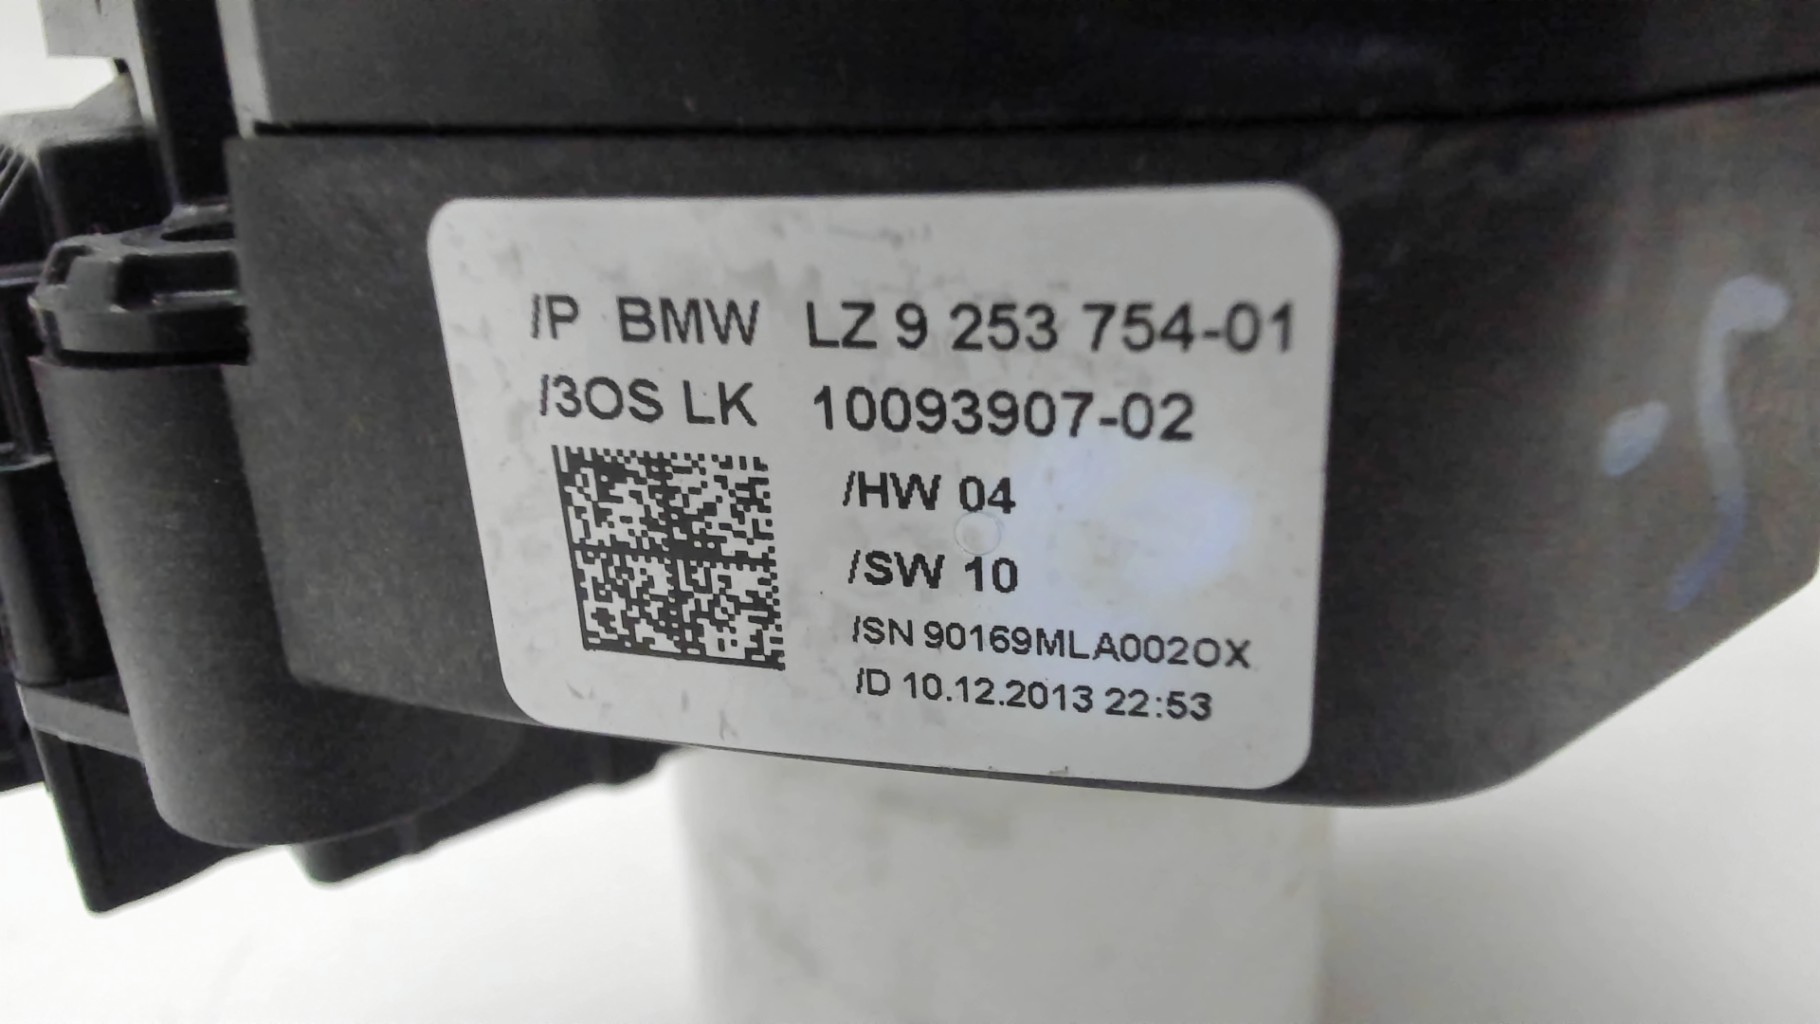 /P BMW LZ 9 253 754-01
/3OS LK 10093907-02
/HW 04
/SW 10
/SN 90169MLA002OX
/D 10.12.2013 22:53